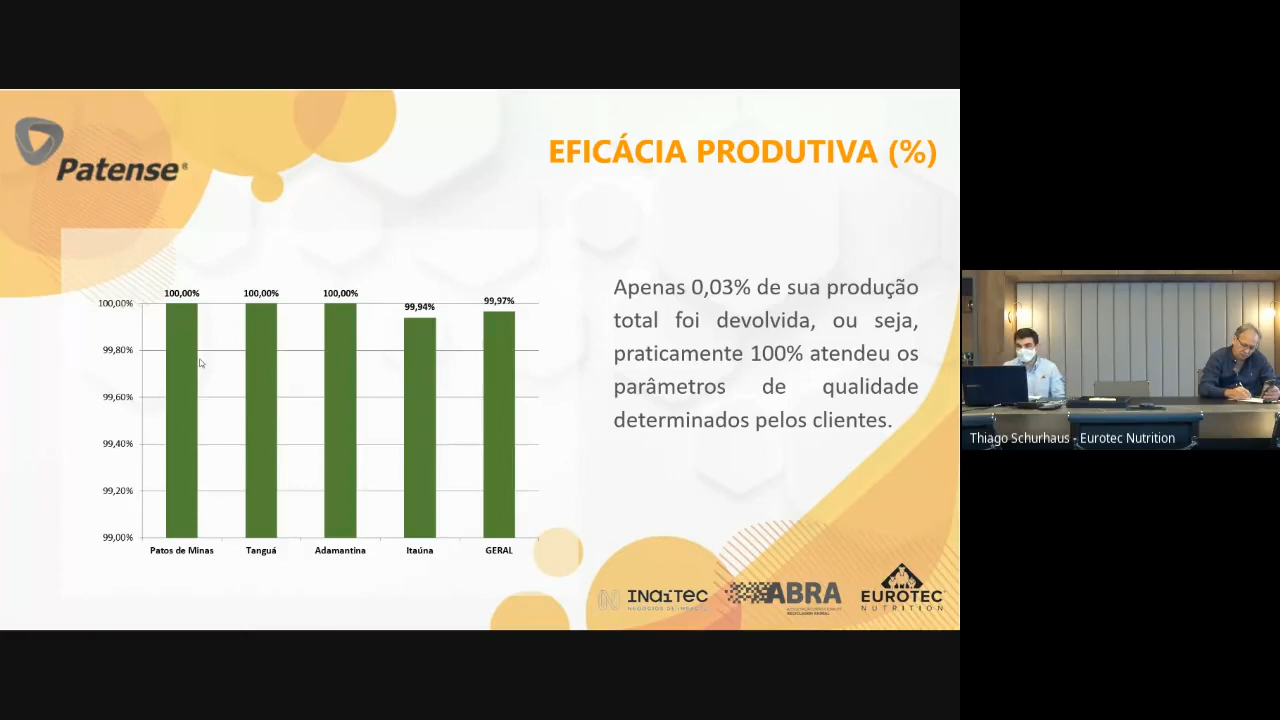 Patense®
EFICÁCIA PRODUTIVA (%)
100,00%
99,80%
99,60%
99,40%
99,20%
99,00%
100,00%
100,00%
100,00%
99,94%
99,97%
Patos de Minas
Tanguá
Adamantina
Itaúna
GERAL
Apenas 0,03% de sua produção
total foi devolvida, ou seja,
praticamente 100% atendeu os
parâmetros de qualidade
determinados pelos clientes.
INAITEC
NEGÓCIOS DE IMPACTO
ABRA
EUROTEC
NUTRITION
Thiago Schurhaus - Eurotec Nutrition